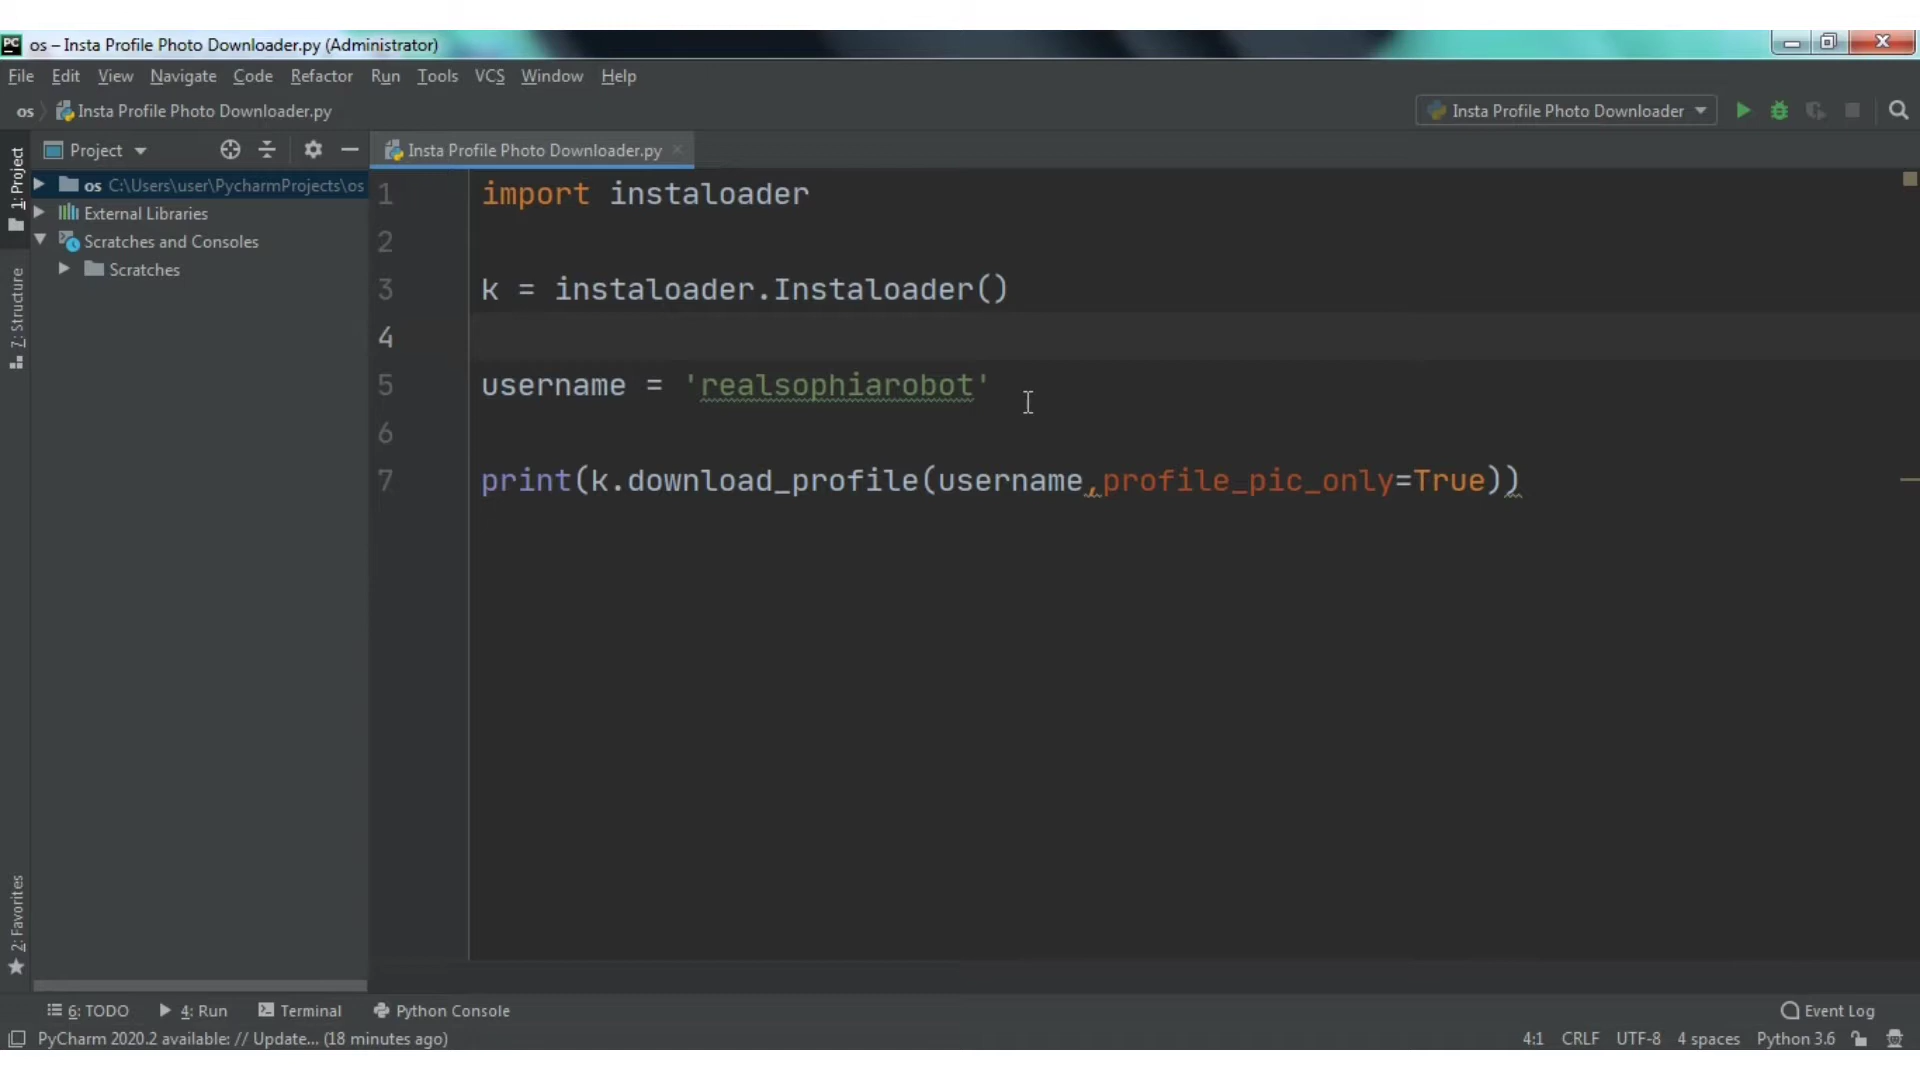 PC os – Insta Profile Photo Downloader.py (Administrator)
File Edit View Navigate Code Refactor Run Tools VCS Window Help
os Insta Profile Photo Downloader.py Insta Profile Photo Downloader
1: Project
Project Insta Profile Photo Downloader.py
os C:\Users\user\PycharmProjects\os
External Libraries
Scratches and Consoles
Scratches
7: Structure
2: Favorites
1 import instaloader
2
3 k = instaloader.Instaloader()
4
5 username = 'realsophiarobot'
6
7 print(k.download_profile(username,profile_pic_only=True))
6: TODO 4: Run Terminal Python Console Event Log
PyCharm 2020.2 available: // Update... (18 minutes ago) 4:1 CRLF UTF-8 4 spaces Python 3.6